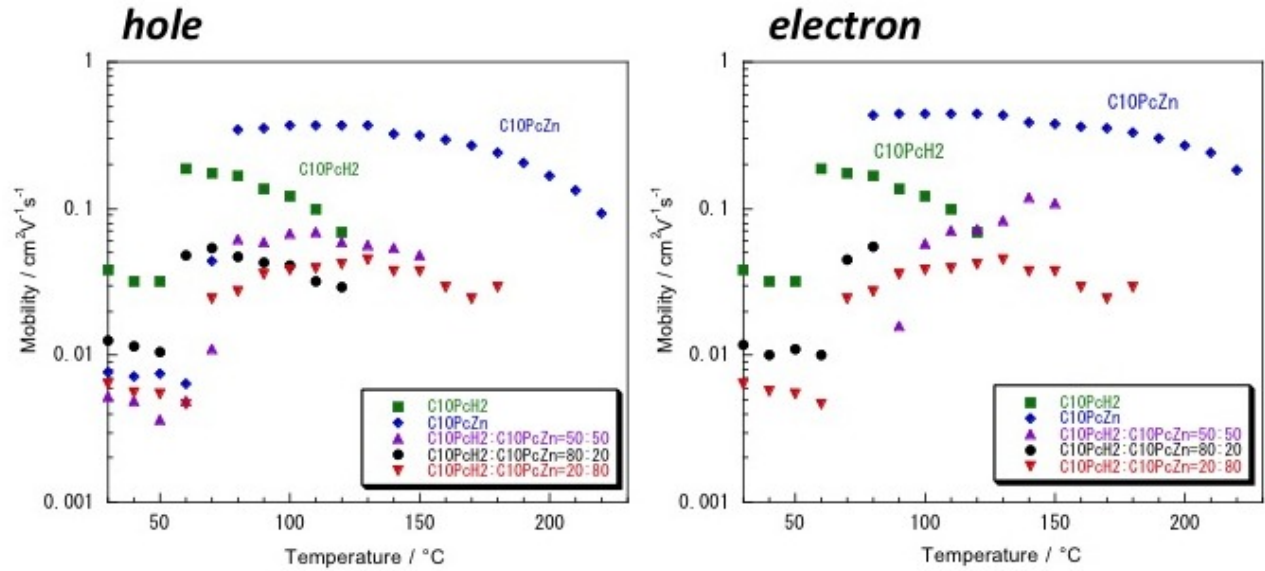 hole
1
0.1
0.01
0.001
Mobility / cm²V⁻¹s⁻¹
C10PcZn
C10PcH2
C10PcH2
C10PcZn
C10PcH2:C10PcZn=50:50
C10PcH2:C10PcZn=80:20
C10PcH2:C10PcZn=20:80
50
100
150
200
Temperature / °C
electron
1
0.1
0.01
0.001
Mobility / cm²V⁻¹s⁻¹
C10PcZn
C10PcH2
C10PcH2
C10PcZn
C10PcH2:C10PcZn=50:50
C10PcH2:C10PcZn=80:20
C10PcH2:C10PcZn=20:80
50
100
150
200
Temperature / °C